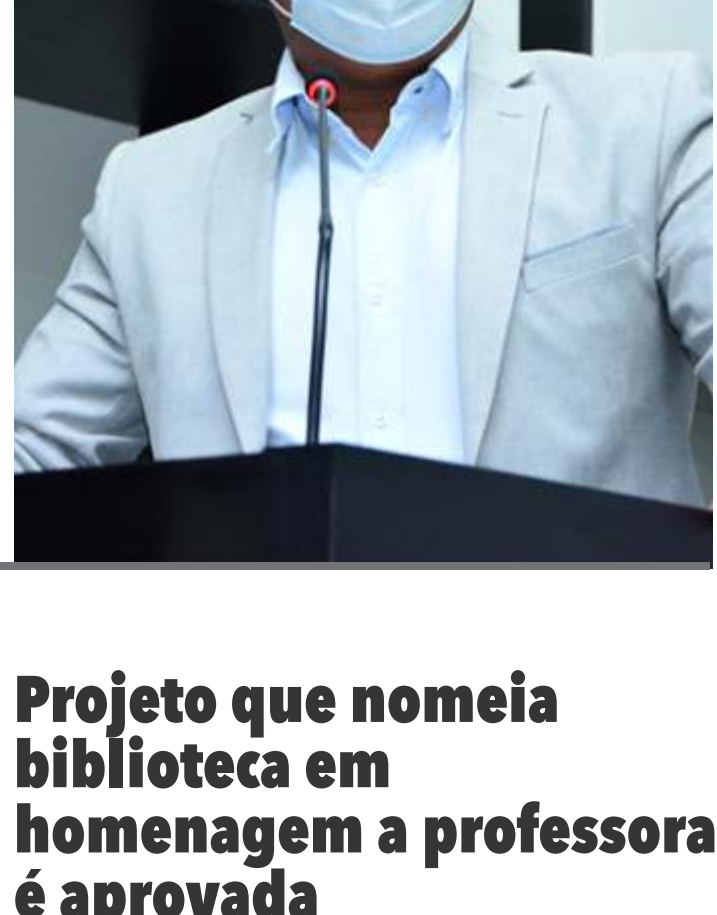 Projeto que nomeia
biblioteca em
homenagem a professora
é aprovada